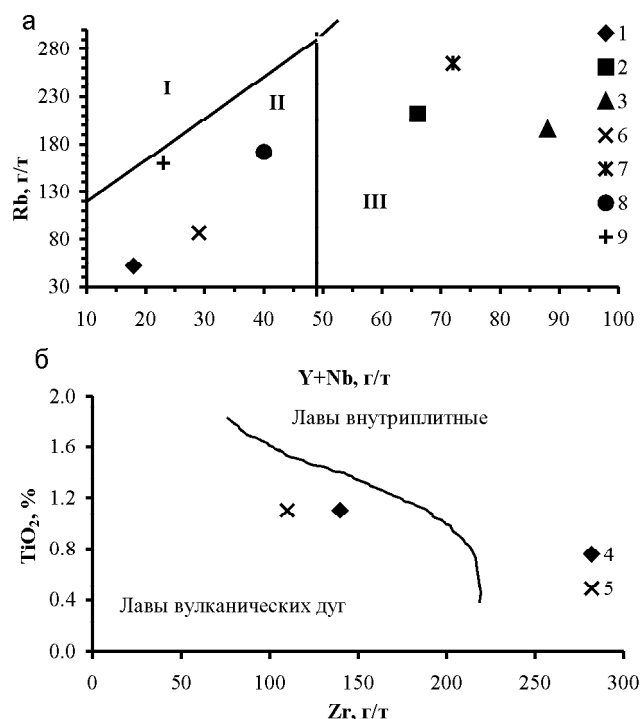 а
280
230
180
130
80
30
Rb, г/т
I
II
III
1
2
3
6
7
8
9
10 20 30 40 50 60 70 80 90 100
Y+Nb, г/т
б
2.0
1.6
1.2
0.8
0.4
0.0
TiO₂, %
Лавы внутриплитные
Лавы вулканических дуг
4
5
0 50 100 150 200 250 300
Zr, г/т